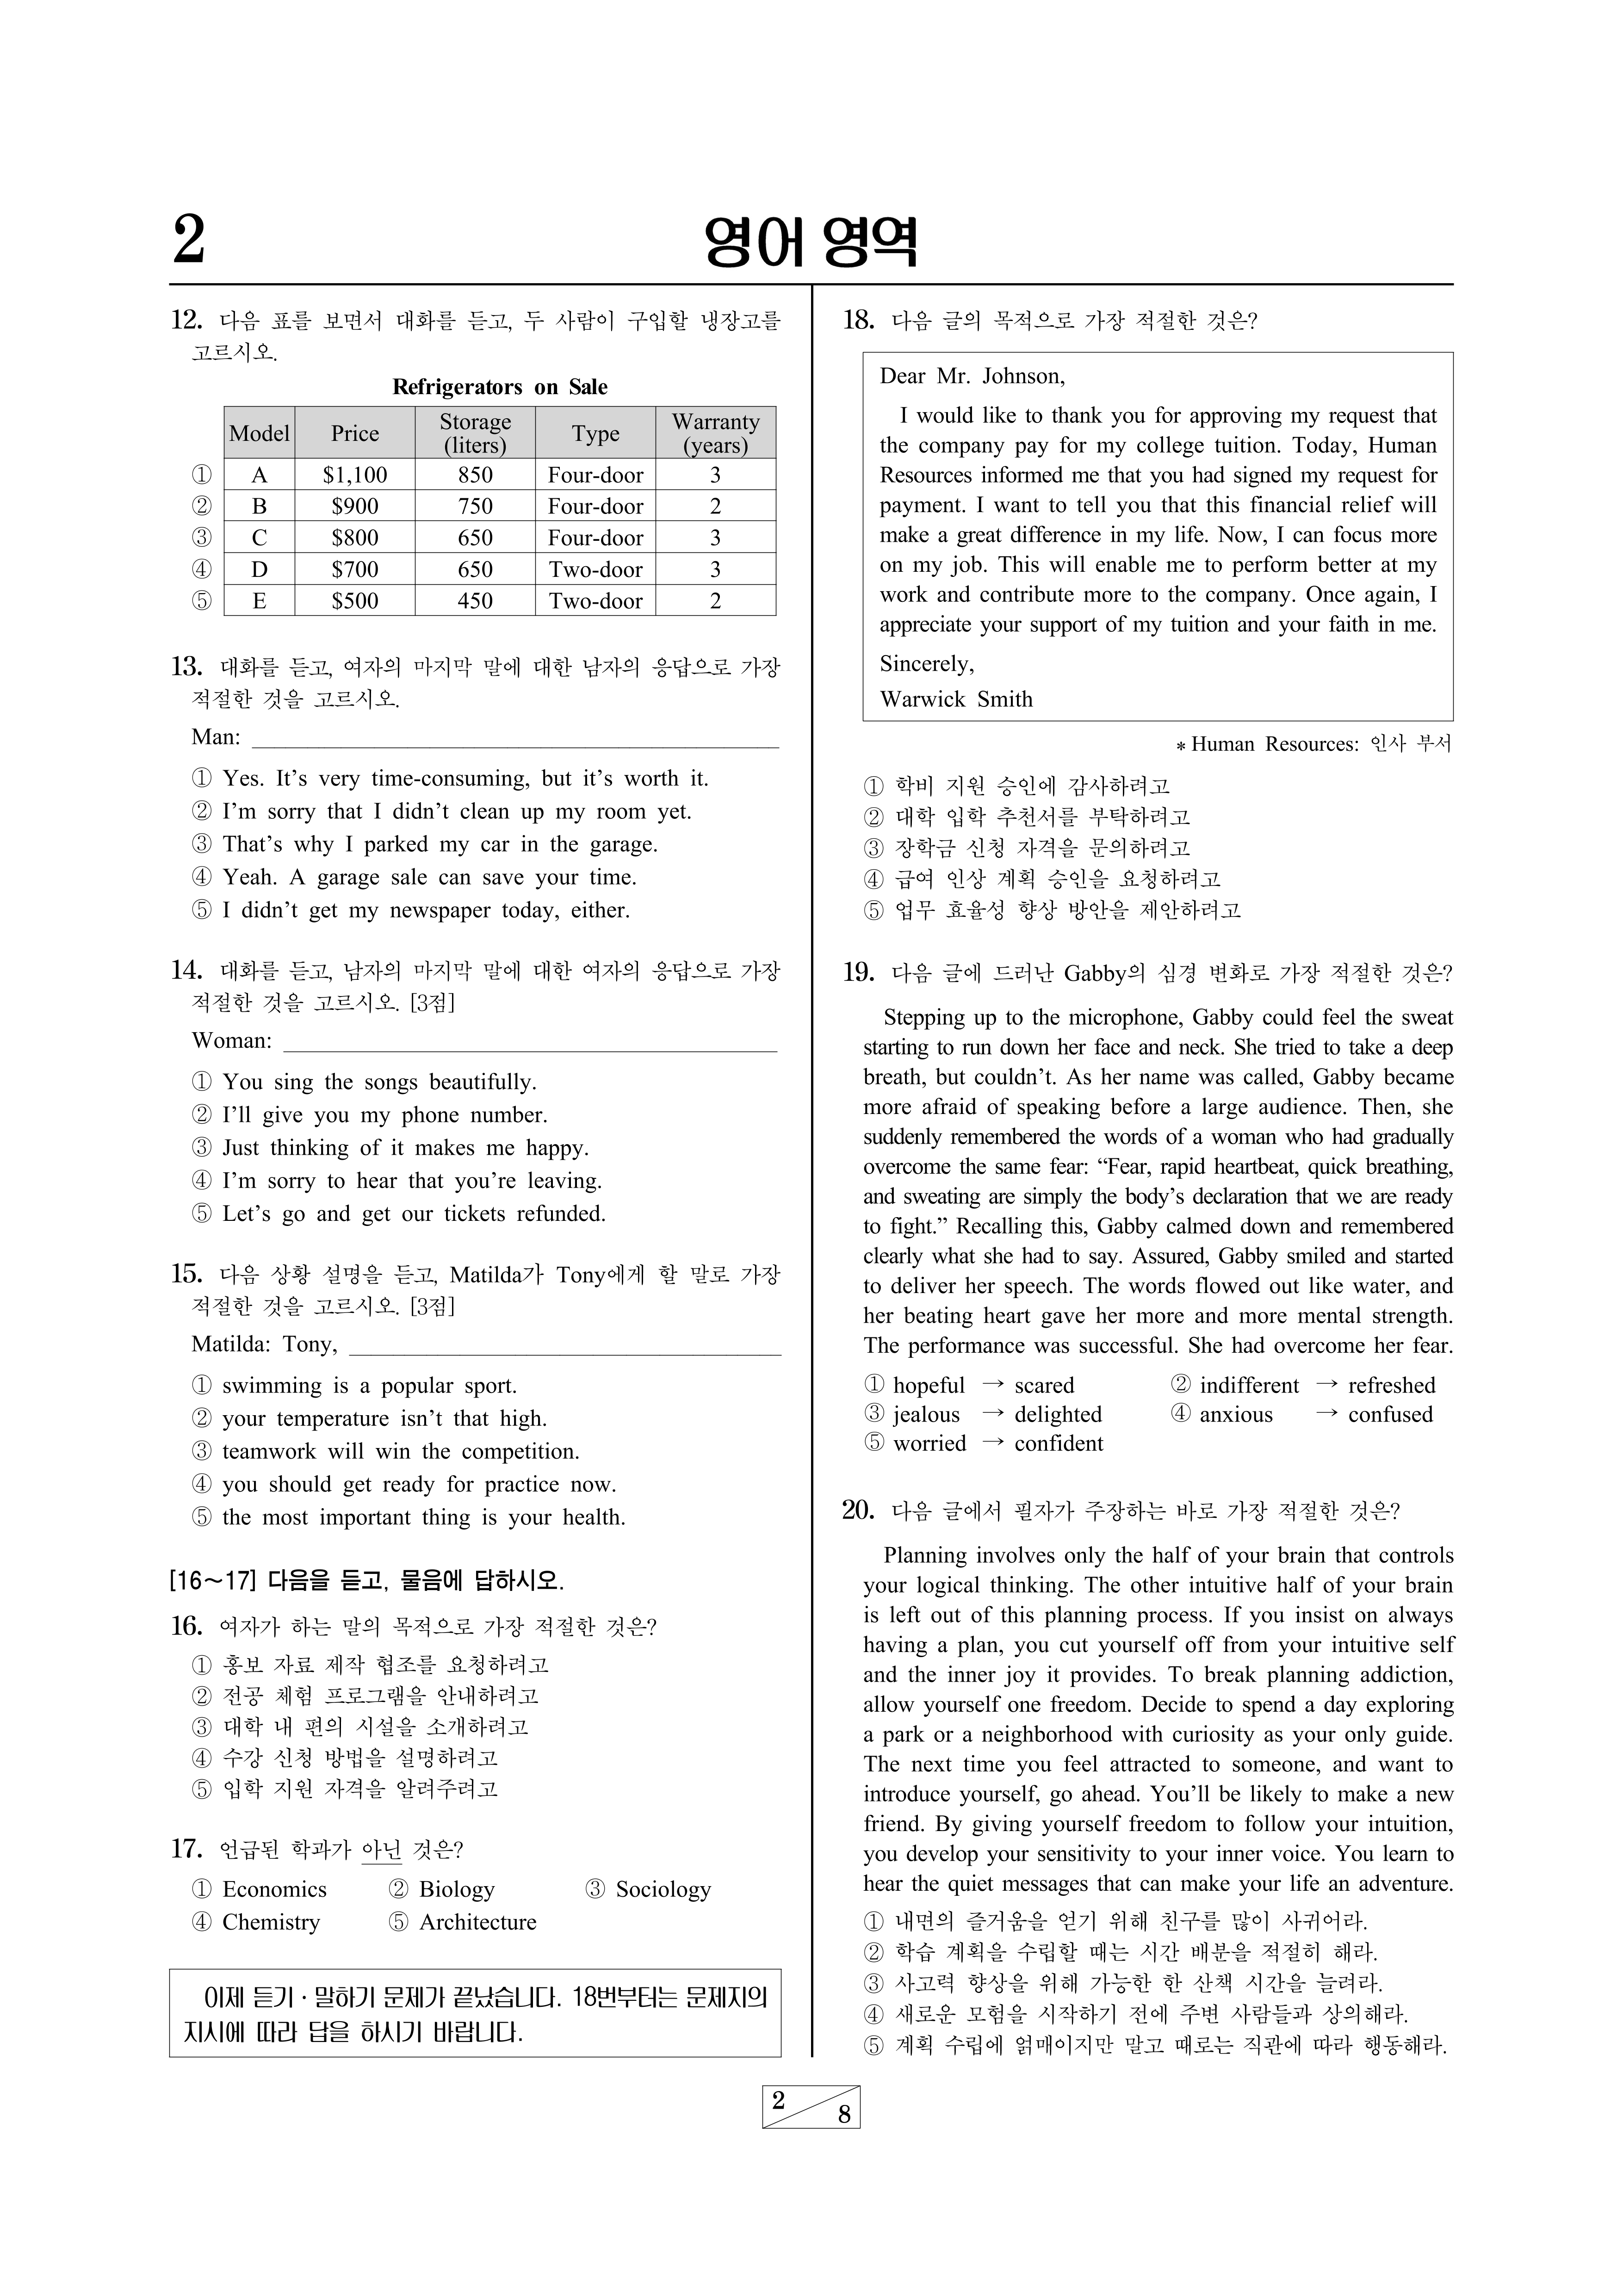 2
영어 영역
12. 다음 표를 보면서 대화를 듣고, 두 사람이 구입할 냉장고를
고르시오.
Refrigerators on Sale
Model Price Storage (liters) Type Warranty (years)
① A $1,100 850 Four-door 3
② B $900 750 Four-door 2
③ C $800 650 Four-door 3
④ D $700 650 Two-door 3
⑤ E $500 450 Two-door 2
13. 대화를 듣고, 여자의 마지막 말에 대한 남자의 응답으로 가장
적절한 것을 고르시오.
Man:
① Yes. It's very time-consuming, but it's worth it.
② I'm sorry that I didn't clean up my room yet.
③ That's why I parked my car in the garage.
④ Yeah. A garage sale can save your time.
⑤ I didn't get my newspaper today, either.
14. 대화를 듣고, 남자의 마지막 말에 대한 여자의 응답으로 가장
적절한 것을 고르시오. [3점]
Woman:
① You sing the songs beautifully.
② I'll give you my phone number.
③ Just thinking of it makes me happy.
④ I'm sorry to hear that you're leaving.
⑤ Let's go and get our tickets refunded.
15. 다음 상황 설명을 듣고, Matilda가 Tony에게 할 말로 가장
적절한 것을 고르시오. [3점]
Matilda: Tony,
① swimming is a popular sport.
② your temperature isn't that high.
③ teamwork will win the competition.
④ you should get ready for practice now.
⑤ the most important thing is your health.
[16～17] 다음을 듣고, 물음에 답하시오.
16. 여자가 하는 말의 목적으로 가장 적절한 것은?
① 홍보 자료 제작 협조를 요청하려고
② 전공 체험 프로그램을 안내하려고
③ 대학 내 편의 시설을 소개하려고
④ 수강 신청 방법을 설명하려고
⑤ 입학 지원 자격을 알려주려고
17. 언급된 학과가 아닌 것은?
① Economics ② Biology ③ Sociology
④ Chemistry ⑤ Architecture
이제 듣기·말하기 문제가 끝났습니다. 18번부터는 문제지의
지시에 따라 답을 하시기 바랍니다.
18. 다음 글의 목적으로 가장 적절한 것은?
Dear Mr. Johnson,
I would like to thank you for approving my request that
the company pay for my college tuition. Today, Human
Resources informed me that you had signed my request for
payment. I want to tell you that this financial relief will
make a great difference in my life. Now, I can focus more
on my job. This will enable me to perform better at my
work and contribute more to the company. Once again, I
appreciate your support of my tuition and your faith in me.
Sincerely,
Warwick Smith
* Human Resources: 인사 부서
① 학비 지원 승인에 감사하려고
② 대학 입학 추천서를 부탁하려고
③ 장학금 신청 자격을 문의하려고
④ 급여 인상 계획 승인을 요청하려고
⑤ 업무 효율성 향상 방안을 제안하려고
19. 다음 글에 드러난 Gabby의 심경 변화로 가장 적절한 것은?
Stepping up to the microphone, Gabby could feel the sweat
starting to run down her face and neck. She tried to take a deep
breath, but couldn't. As her name was called, Gabby became
more afraid of speaking before a large audience. Then, she
suddenly remembered the words of a woman who had gradually
overcome the same fear: “Fear, rapid heartbeat, quick breathing,
and sweating are simply the body's declaration that we are ready
to fight.” Recalling this, Gabby calmed down and remembered
clearly what she had to say. Assured, Gabby smiled and started
to deliver her speech. The words flowed out like water, and
her beating heart gave her more and more mental strength.
The performance was successful. She had overcome her fear.
① hopeful → scared ② indifferent → refreshed
③ jealous → delighted ④ anxious → confused
⑤ worried → confident
20. 다음 글에서 필자가 주장하는 바로 가장 적절한 것은?
Planning involves only the half of your brain that controls
your logical thinking. The other intuitive half of your brain
is left out of this planning process. If you insist on always
having a plan, you cut yourself off from your intuitive self
and the inner joy it provides. To break planning addiction,
allow yourself one freedom. Decide to spend a day exploring
a park or a neighborhood with curiosity as your only guide.
The next time you feel attracted to someone, and want to
introduce yourself, go ahead. You'll be likely to make a new
friend. By giving yourself freedom to follow your intuition,
you develop your sensitivity to your inner voice. You learn to
hear the quiet messages that can make your life an adventure.
① 내면의 즐거움을 얻기 위해 친구를 많이 사귀어라.
② 학습 계획을 수립할 때는 시간 배분을 적절히 해라.
③ 사고력 향상을 위해 가능한 한 산책 시간을 늘려라.
④ 새로운 모험을 시작하기 전에 주변 사람들과 상의해라.
⑤ 계획 수립에 얽매이지만 말고 때로는 직관에 따라 행동해라.
2
8